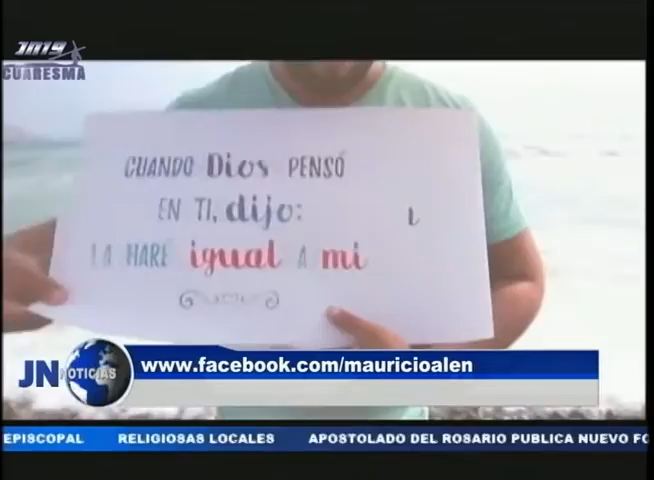 JN19
CUARESMA
CUANDO Dios PENSÓ
EN TI, dijo:
LA HARÉ igual A mi
JN NOTICIAS
www.facebook.com/mauricioalen
EPISCOPAL RELIGIOSAS LOCALES APOSTOLADO DEL ROSARIO PUBLICA NUEVO FO